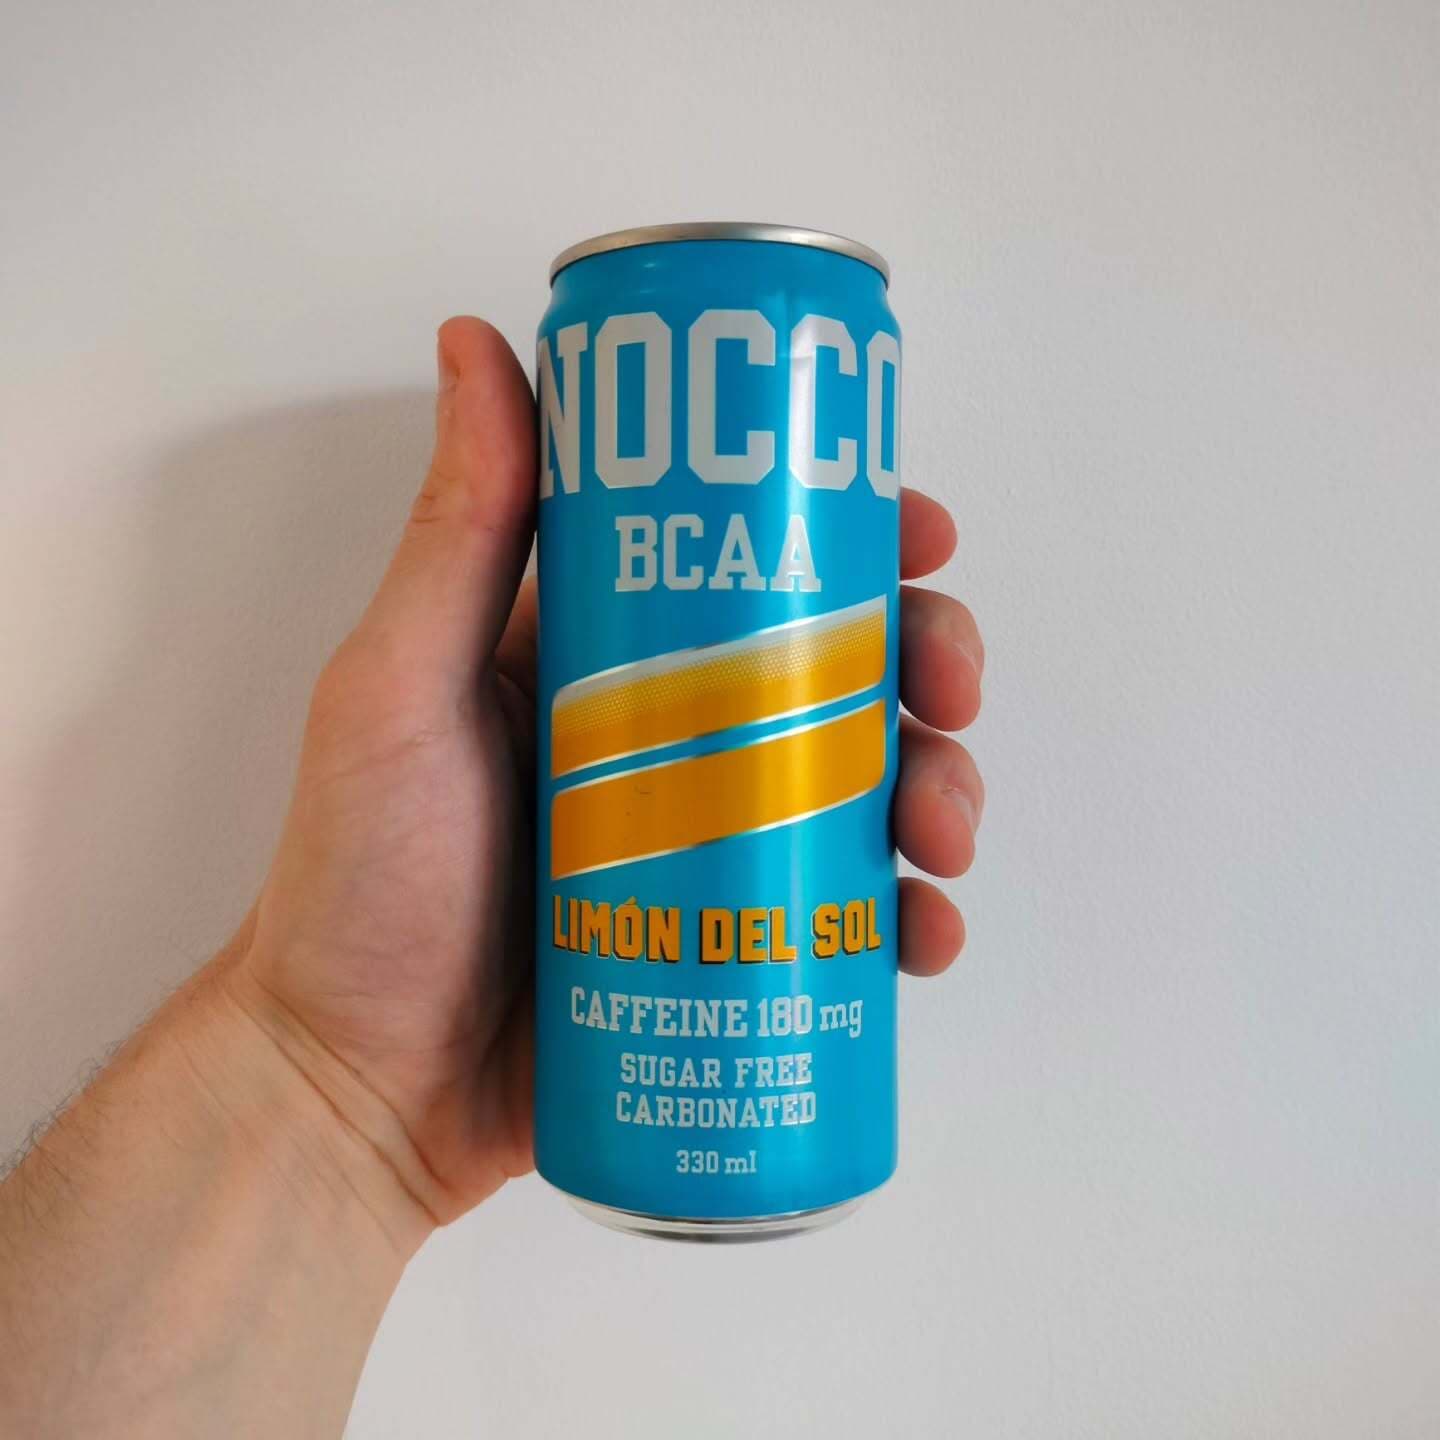 NOCCO
BCAA
LIMÓN DEL SOL
CAFFEINE 180 mg
SUGAR FREE
CARBONATED
330 ml